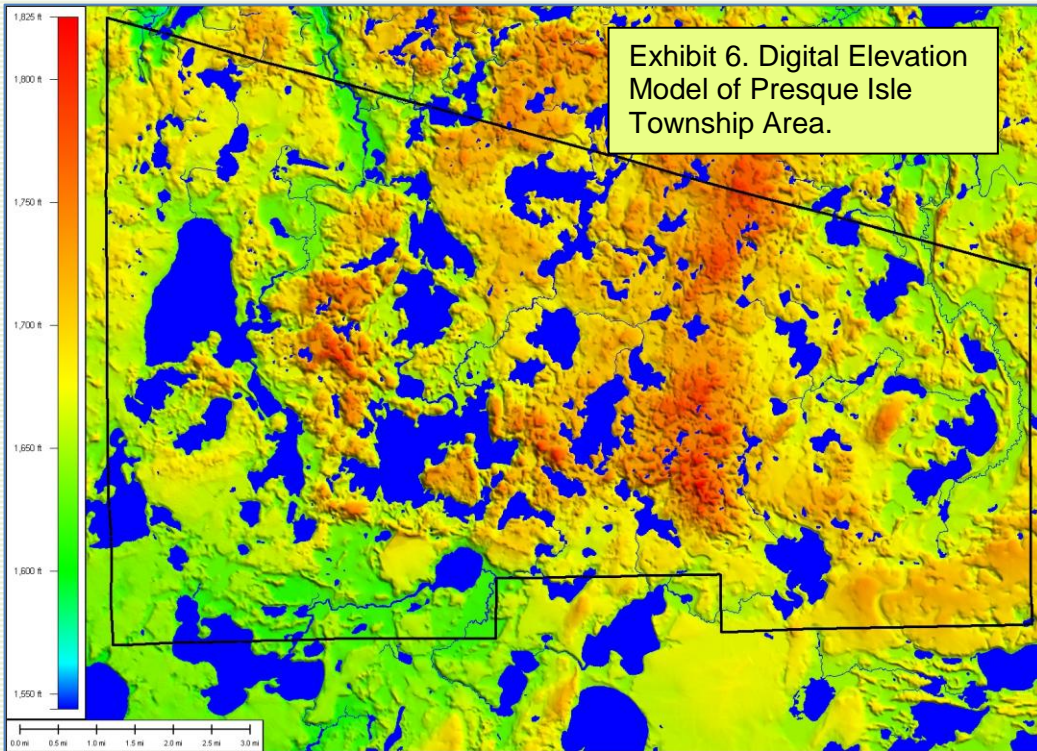 Exhibit 6. Digital Elevation
Model of Presque Isle
Township Area.
1,825 ft
1,800 ft
1,750 ft
1,700 ft
1,650 ft
1,600 ft
1,550 ft
0.0 mi 0.5 mi 1.0 mi 1.5 mi 2.0 mi 2.5 mi 3.0 mi